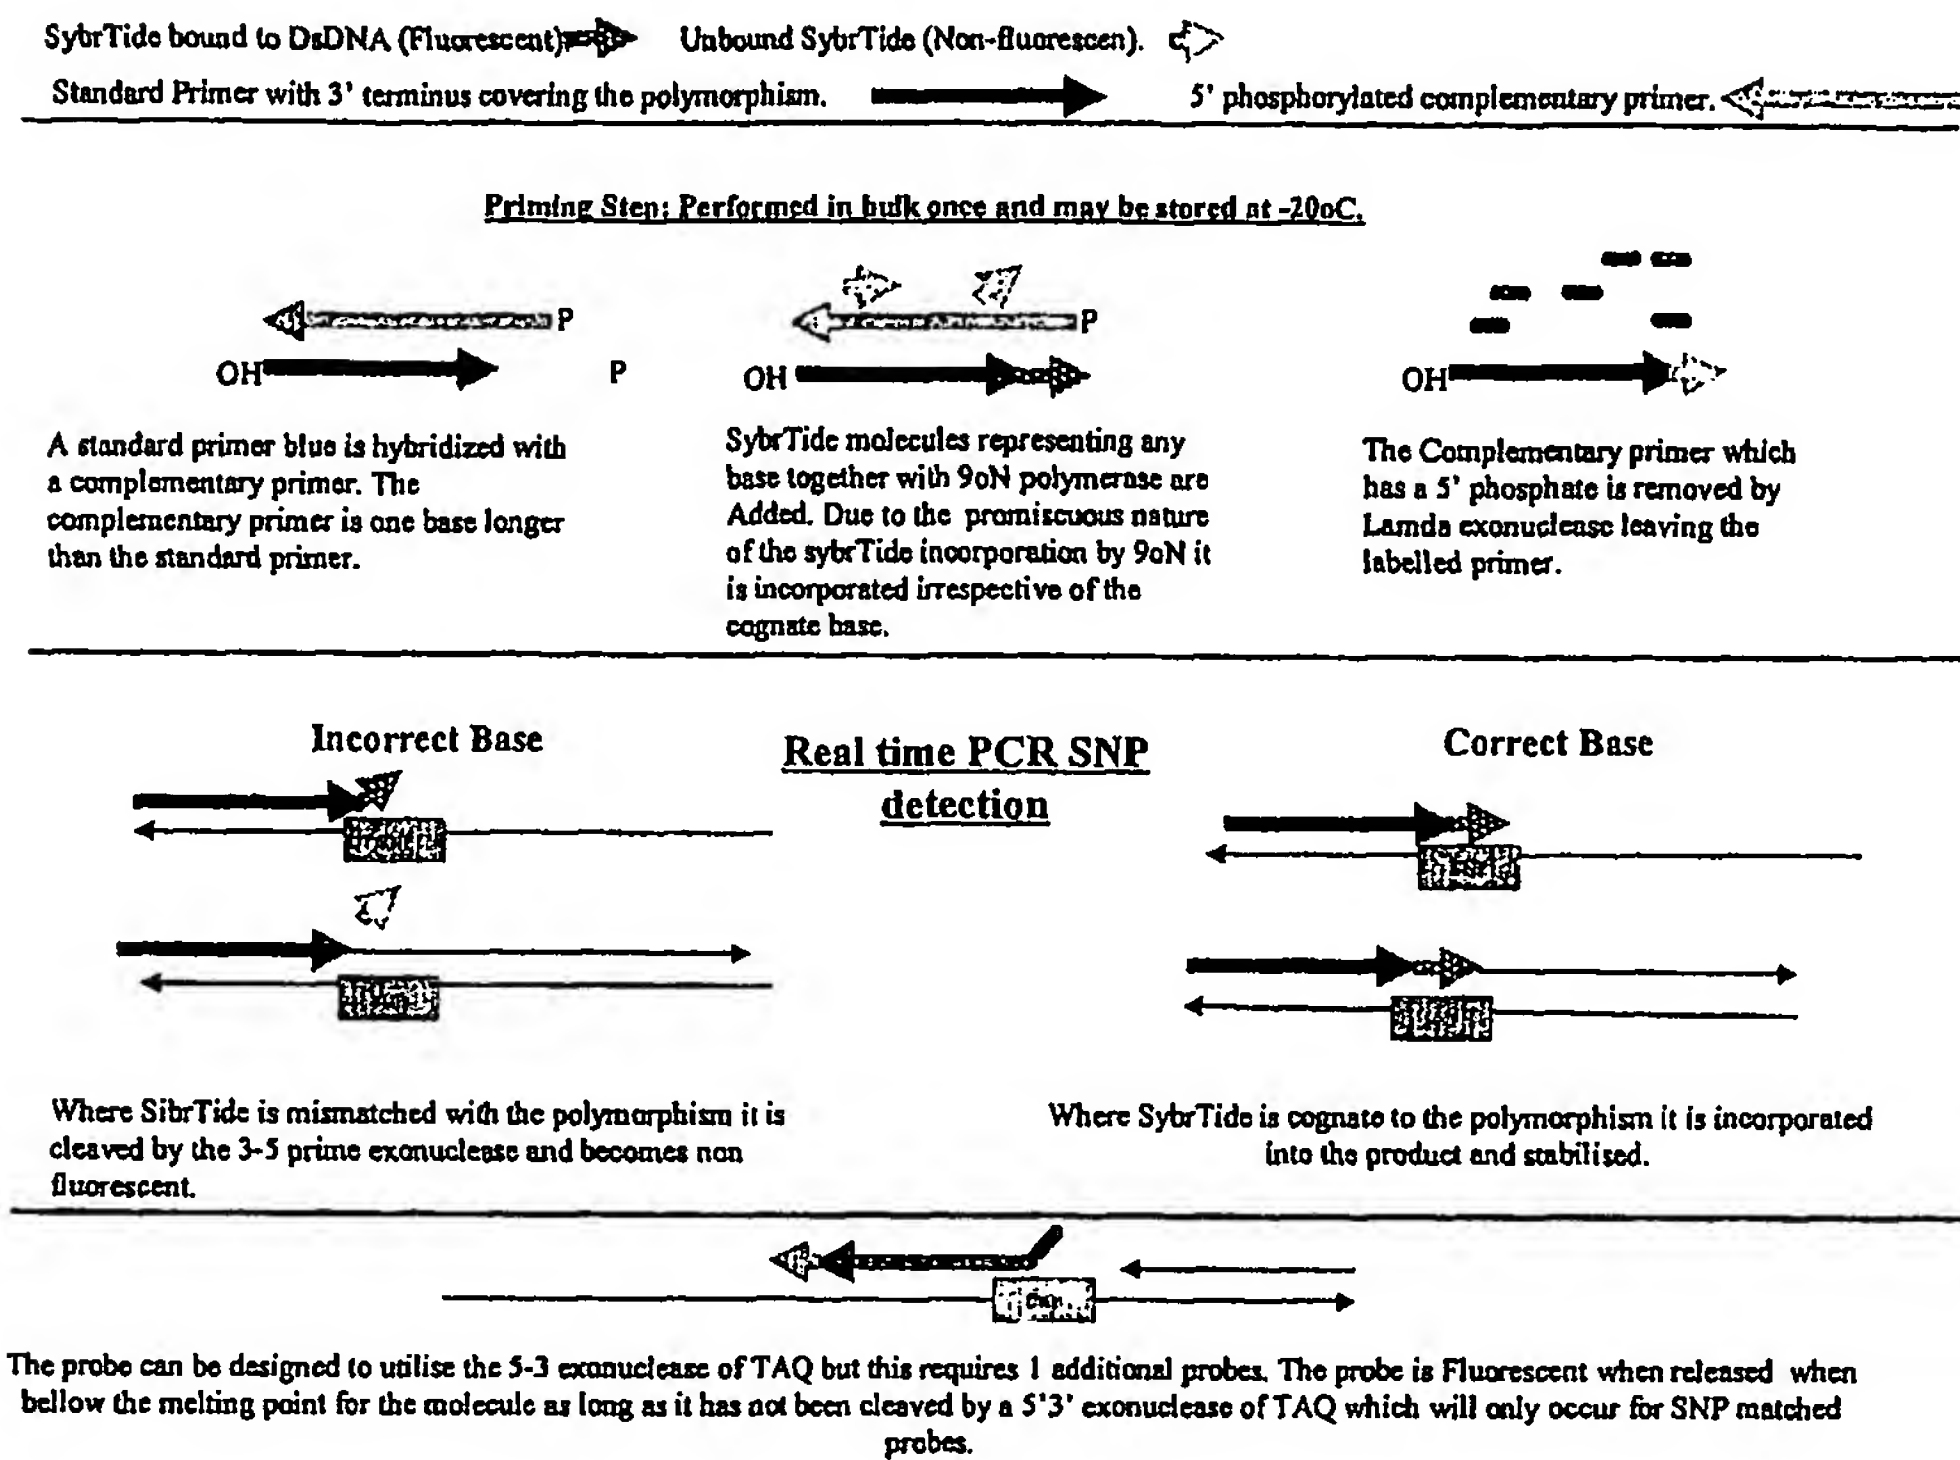 SybrTide bound to DsDNA (Fluorescent) Unbound SybrTide (Non-fluorescen).
Standard Primer with 3' terminus covering the polymorphism. 5' phosphorylated complementary primer.
Priming Step: Performed in bulk once and may be stored at -20oC.
P
OH P
A standard primer blue is hybridized with
a complementary primer. The
complementary primer is one base longer
than the standard primer.
P
OH
SybrTide molecules representing any
base together with 9oN polymerase are
Added. Due to the promiscuous nature
of the sybrTide incorporation by 9oN it
is incorporated irrespective of the
cognate base.
OH
The Complementary primer which
has a 5' phosphate is removed by
Lamda exonuclease leaving the
labelled primer.
Real time PCR SNP
detection
Incorrect Base
Where SibrTide is mismatched with the polymorphism it is
cleaved by the 3-5 prime exonuclease and becomes non
fluorescent.
Correct Base
Where SybrTide is cognate to the polymorphism it is incorporated
into the product and stabilised.
The probe can be designed to utilise the 5-3 exonuclease of TAQ but this requires 1 additional probes. The probe is Fluorescent when released when
bellow the melting point for the molecule as long as it has not been cleaved by a 5'3' exonuclease of TAQ which will only occur for SNP matched
probes.